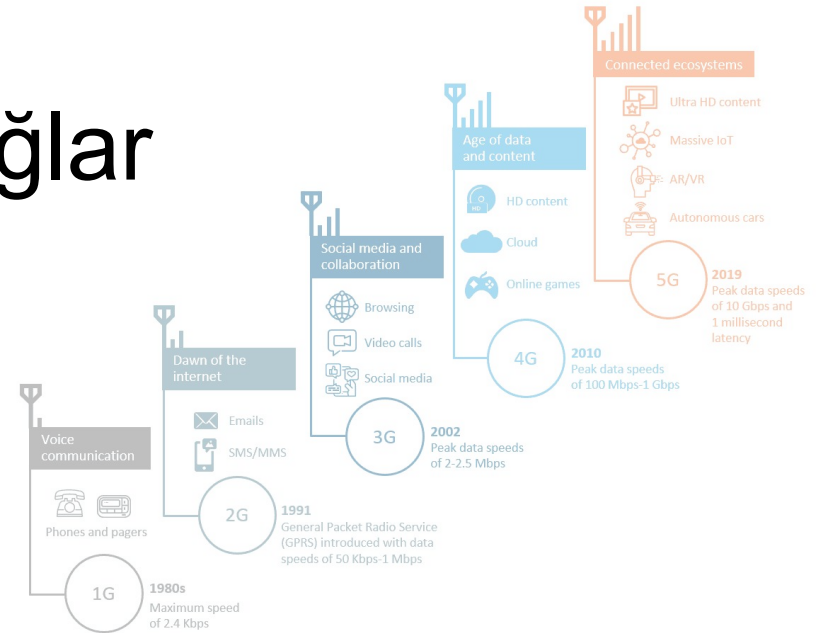 ğlar
Voice
communication
Phones and pagers
1G
1980s
Maximum speed
of 2.4 Kbps
Dawn of the
internet
Emails
SMS/MMS
2G
1991
General Packet Radio Service
(GPRS) introduced with data
speeds of 50 Kbps-1 Mbps
Social media and
collaboration
Browsing
Video calls
Social media
3G
2002
Peak data speeds
of 2-2.5 Mbps
Age of data
and content
HD
HD content
Cloud
Online games
4G
2010
Peak data speeds
of 100 Mbps-1 Gbps
Connected ecosystems
Ultra HD content
Massive IoT
AR/VR
Autonomous cars
5G
2019
Peak data speeds
of 10 Gbps and
1 millisecond
latency